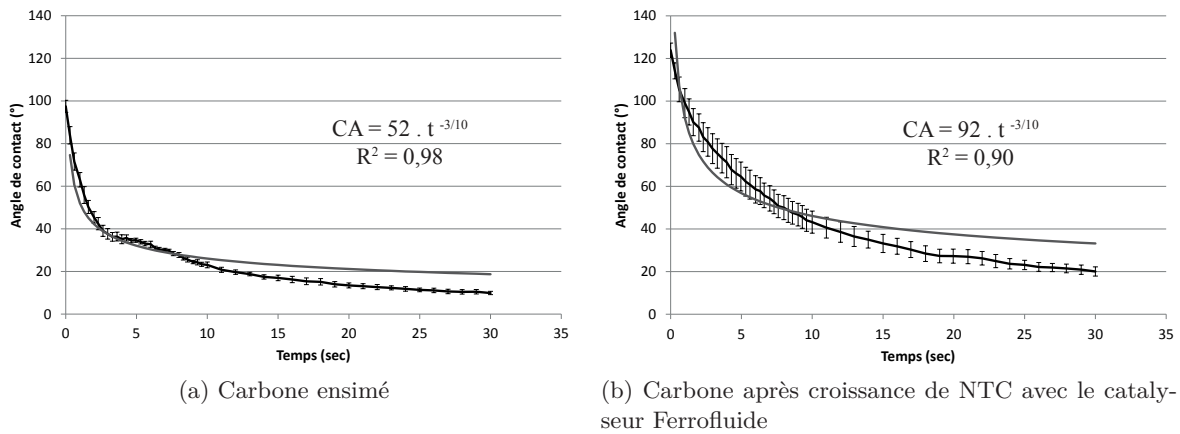 140
120
100
80
60
40
20
0
Angle de contact (°)
CA = 52 . t -3/10
R² = 0,98
0 5 10 15 20 25 30 35
Temps (sec)
(a) Carbone ensimé
140
120
100
80
60
40
20
0
Angle de contact (°)
CA = 92 . t -3/10
R² = 0,90
0 5 10 15 20 25 30 35
Temps (sec)
(b) Carbone après croissance de NTC avec le cataly-
seur Ferrofluide